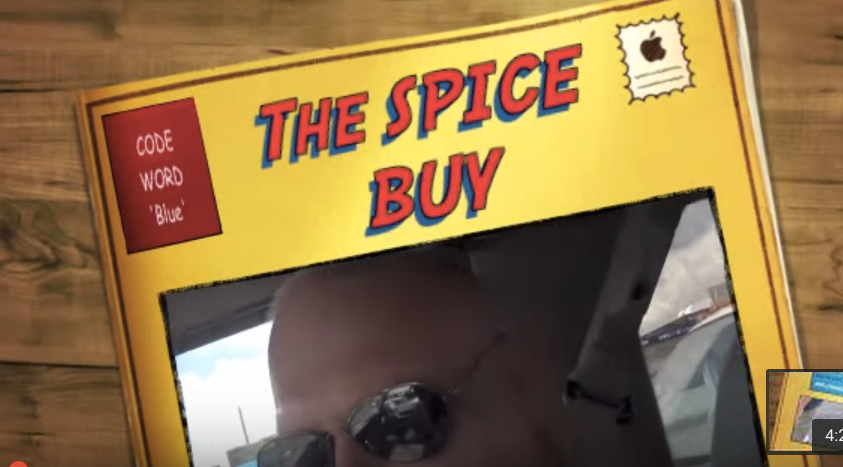 CODE
WORD
'Blue'
THE SPICE
BUY